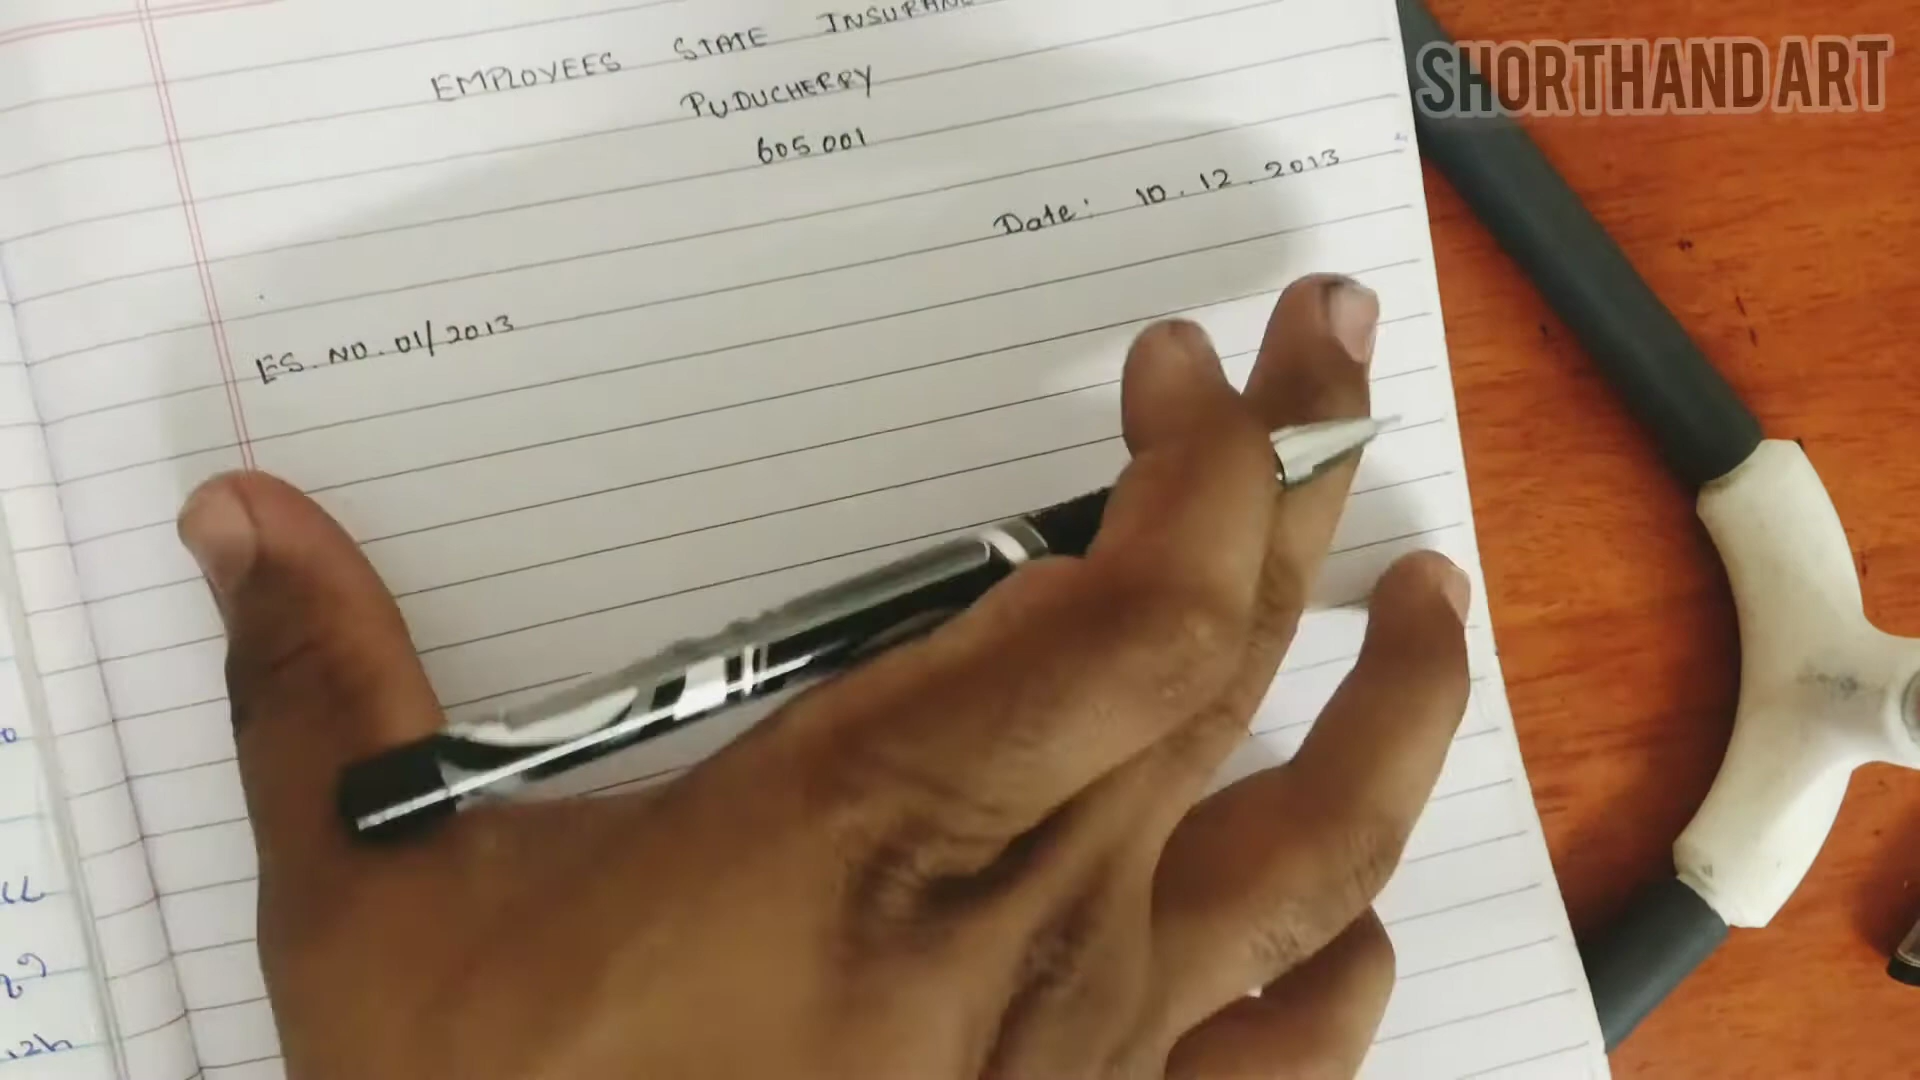 SHORTHAND ART
EMPLOYEES STATE
PUDUCHERRY
605 001
Date: 10.12.2013
ES. NO. 01/2013